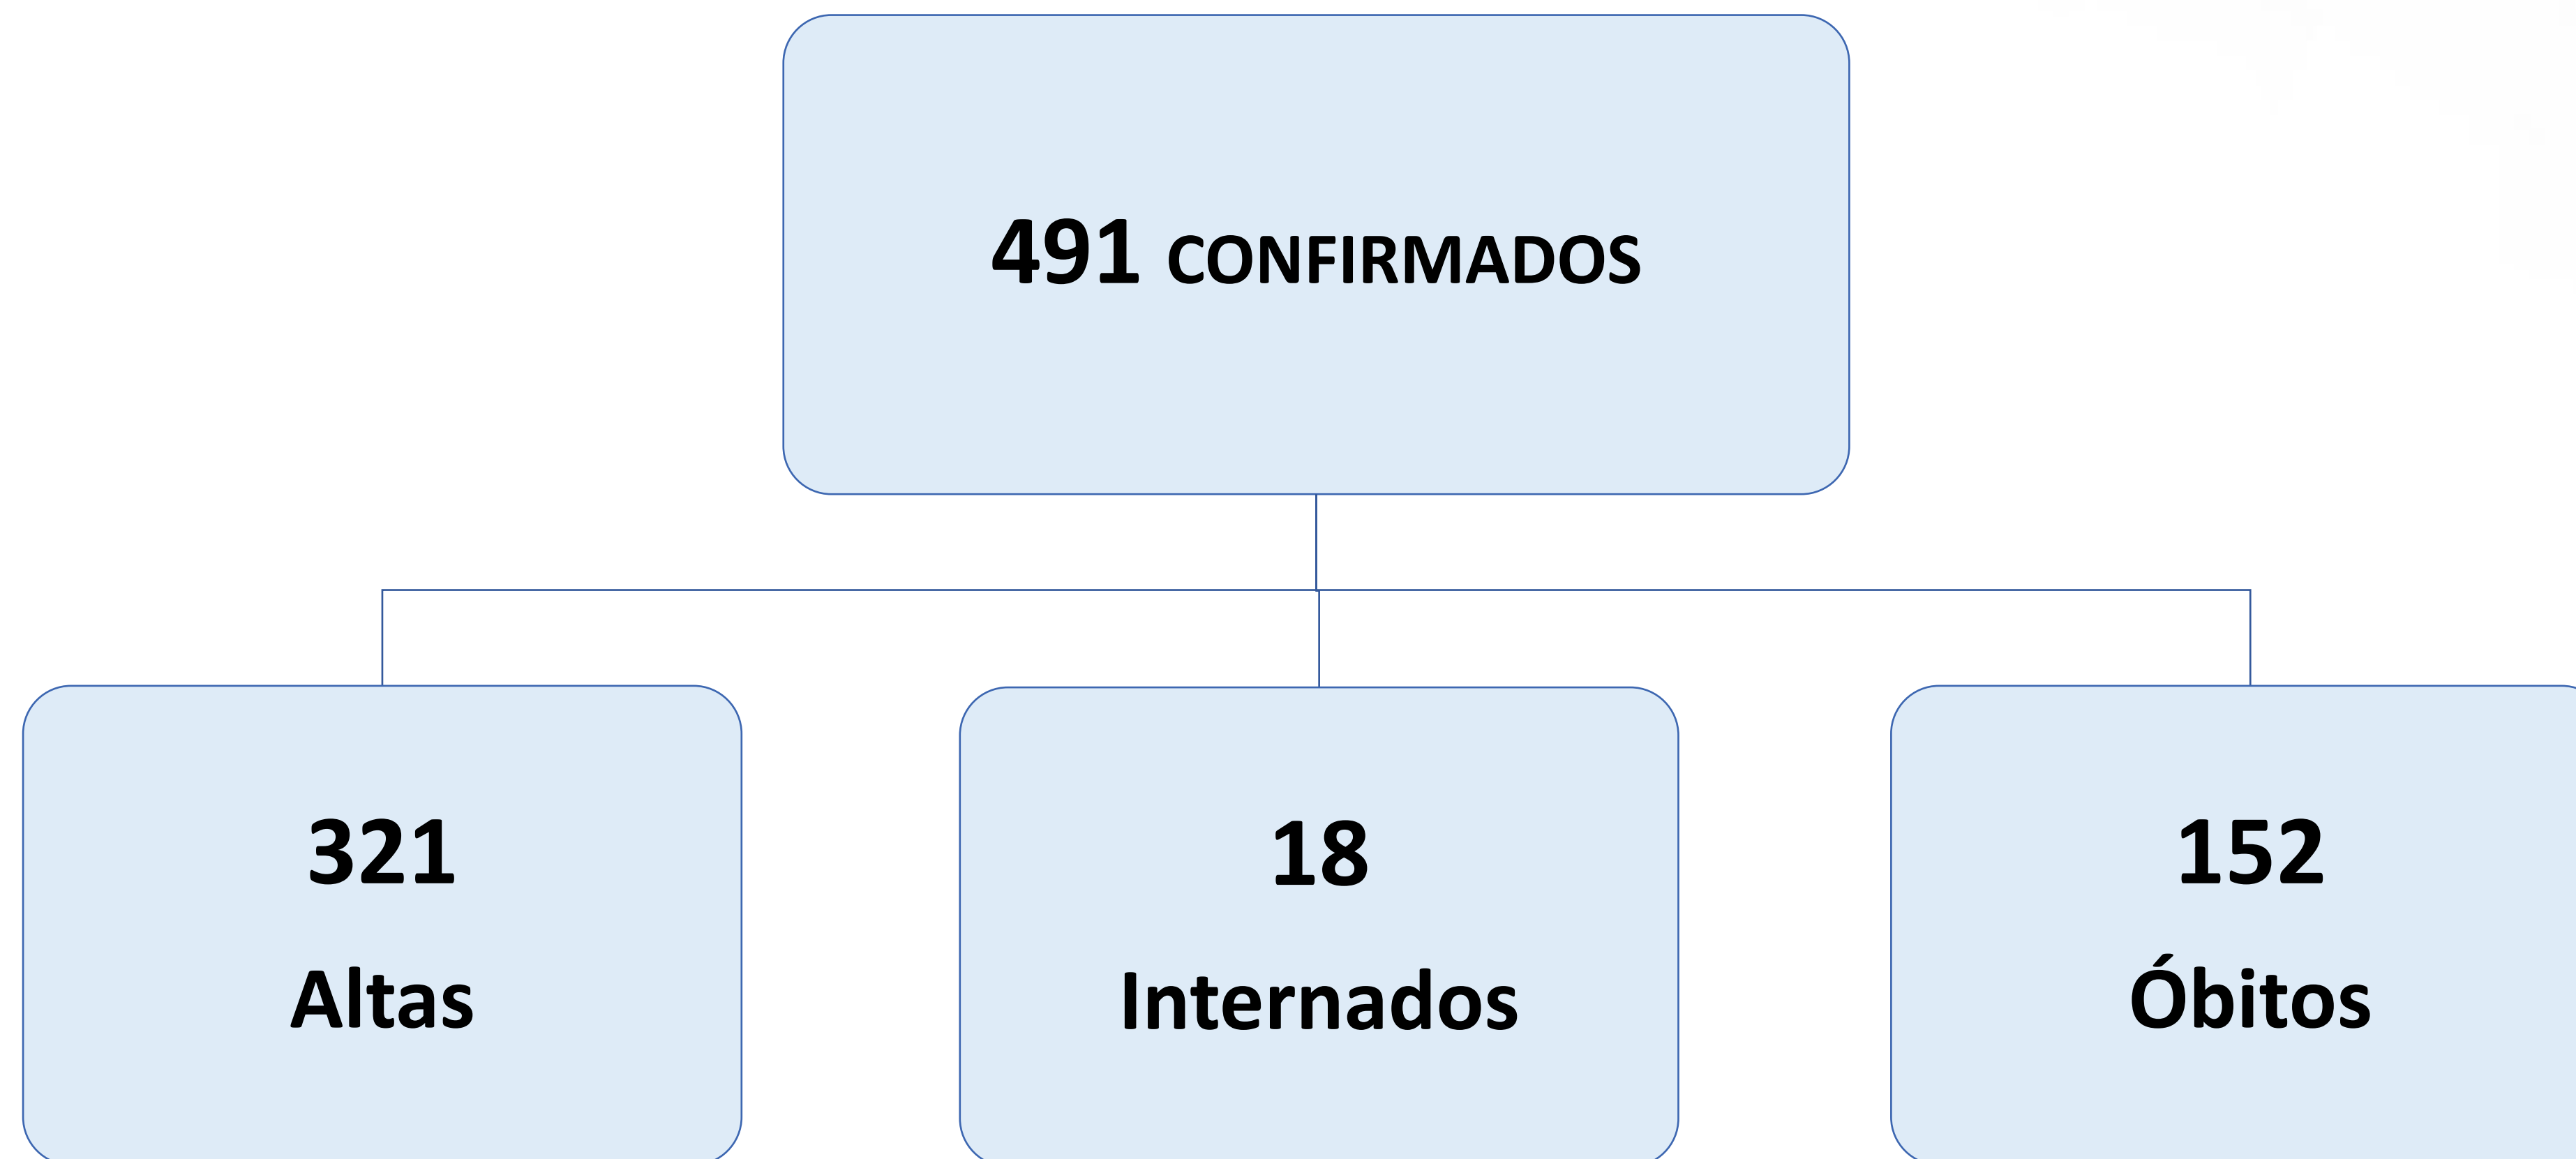 491 CONFIRMADOS
321
Altas
18
Internados
152
Óbitos